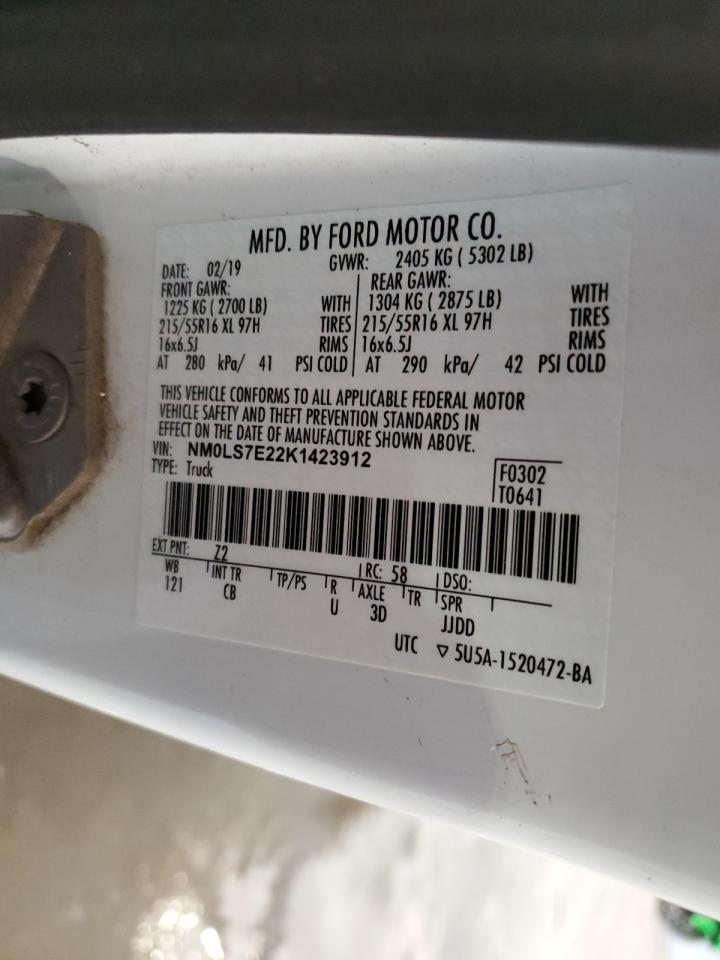 MFD. BY FORD MOTOR CO.
DATE: 02/19 GVWR: 2405 KG ( 5302 LB)
FRONT GAWR: REAR GAWR:
1225 KG ( 2700 LB) WITH 1304 KG ( 2875 LB) WITH
215/55R16 XL 97H TIRES 215/55R16 XL 97H TIRES
16x6.5J RIMS 16x6.5J RIMS
AT 280 kPa/ 41 PSI COLD AT 290 kPa/ 42 PSI COLD
THIS VEHICLE CONFORMS TO ALL APPLICABLE FEDERAL MOTOR
VEHICLE SAFETY AND THEFT PREVENTION STANDARDS IN
EFFECT ON THE DATE OF MANUFACTURE SHOWN ABOVE.
VIN: NM0LS7E22K1423912
TYPE: Truck F0302
T0641
EXT PNT: Z2 RC: 58 DSO:
WB INT TR TP/PS R AXLE TR SPR
121 CB U 3D JJDD
UTC ▽ 5U5A-1520472-BA